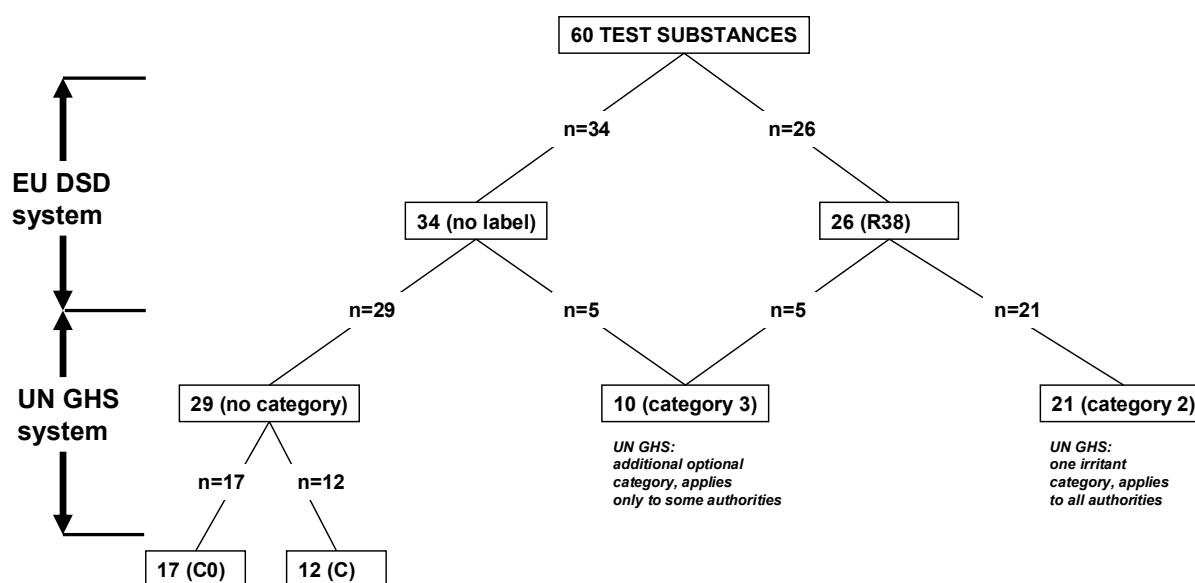 60 TEST SUBSTANCES
n=34
n=26
EU DSD
system
34 (no label)
26 (R38)
n=29
n=5
n=5
n=21
UN GHS
system
29 (no category)
10 (category 3)
21 (category 2)
UN GHS:
additional optional
category, applies
only to some authorities
UN GHS:
one irritant
category, applies
to all authorities
n=17
n=12
17 (C0)
12 (C)